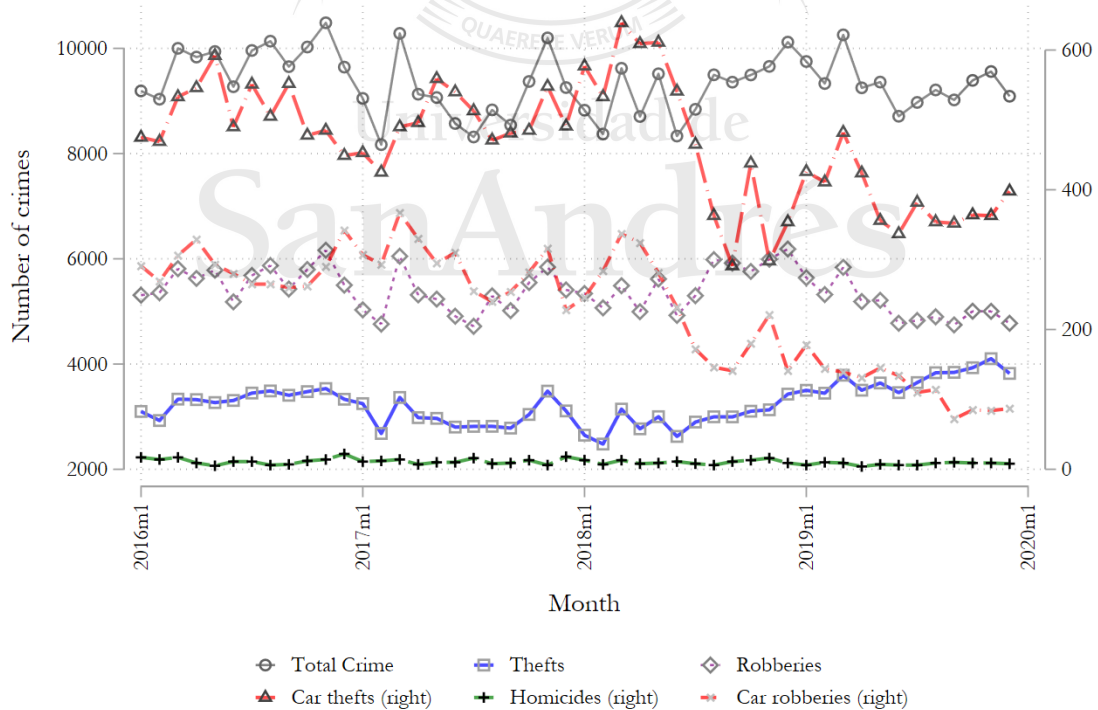 QUAERERE VERUM
Universidad de
SanAndrés
Number of crimes
10000
8000
6000
4000
2000
600
400
200
0
2016m1
2017m1
2018m1
2019m1
2020m1
Month
Total Crime
Thefts
Robberies
Car thefts (right)
Homicides (right)
Car robberies (right)